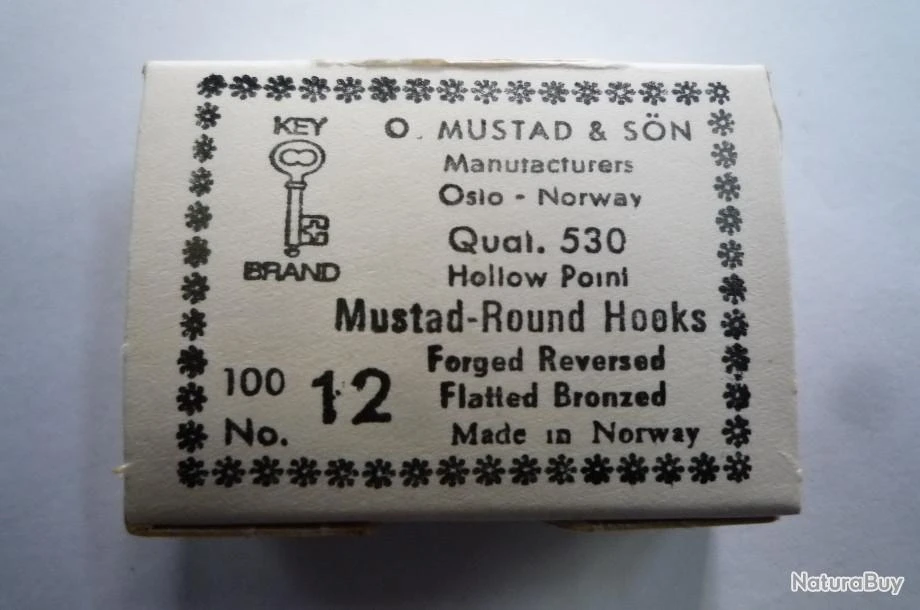 KEY
BRAND
O. MUSTAD & SÖN
Manufacturers
Oslo - Norway
Qual. 530
Hollow Point
Mustad-Round Hooks
Forged Reversed
Flatted Bronzed
100
No. 12
Made in Norway
NaturaBuy